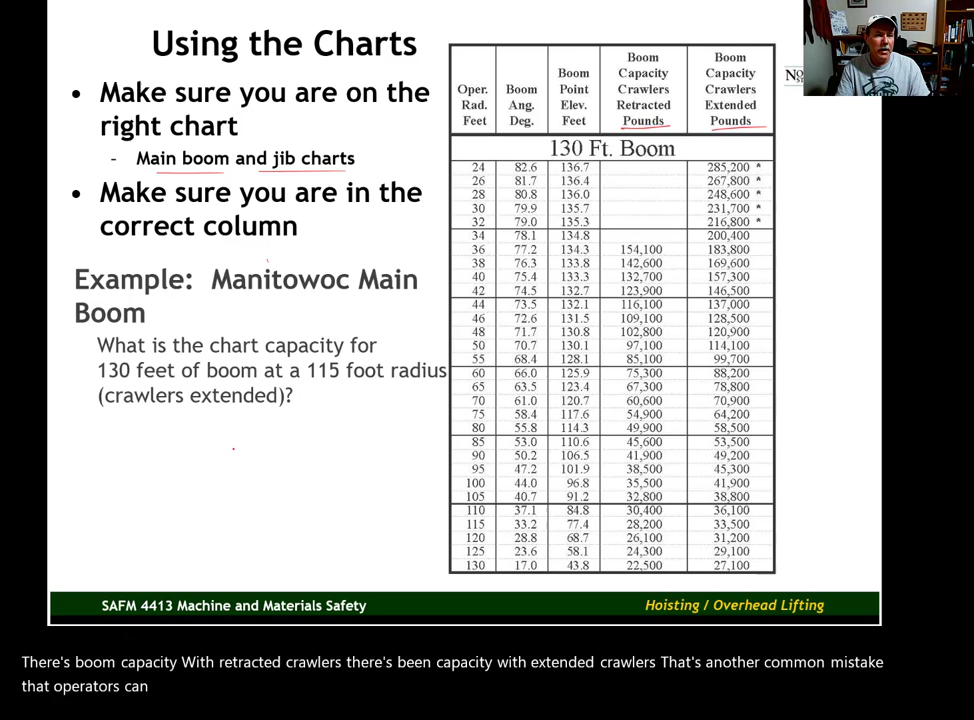 Using the Charts
• Make sure you are on the
right chart
- Main boom and jib charts
• Make sure you are in the
correct column
Example: Manitowoc Main
Boom
What is the chart capacity for
130 feet of boom at a 115 foot radius
(crawlers extended)?
Oper. Rad. Feet Boom Ang. Deg. Boom Point Elev. Feet Boom Capacity Crawlers Retracted Pounds Boom Capacity Crawlers Extended Pounds
130 Ft. Boom
24 82.6 136.7 285,200 *
26 81.7 136.4 267,800 *
28 80.8 136.0 248,600 *
30 79.9 135.7 231,700 *
32 79.0 135.3 216,800 *
34 78.1 134.8 200,400
36 77.2 134.3 154,100 183,800
38 76.3 133.8 142,600 169,600
40 75.4 133.3 132,700 157,300
42 74.5 132.7 123,900 146,500
44 73.5 132.1 116,100 137,000
46 72.6 131.5 109,100 128,500
48 71.7 130.8 102,800 120,900
50 70.7 130.1 97,100 114,100
55 68.4 128.1 85,100 99,700
60 66.0 125.9 75,300 88,200
65 63.5 123.4 67,300 78,800
70 61.0 120.7 60,600 70,900
75 58.4 117.6 54,900 64,200
80 55.8 114.3 49,900 58,500
85 53.0 110.6 45,600 53,500
90 50.2 106.5 41,900 49,200
95 47.2 101.9 38,500 45,300
100 44.0 96.8 35,500 41,900
105 40.7 91.2 32,800 38,800
110 37.1 84.8 30,400 36,100
115 33.2 77.4 28,200 33,500
120 28.8 68.7 26,100 31,200
125 23.6 58.1 24,300 29,100
130 17.0 43.8 22,500 27,100
SAFM 4413 Machine and Materials Safety
Hoisting / Overhead Lifting
There's boom capacity With retracted crawlers there's been capacity with extended crawlers That's another common mistake
that operators can